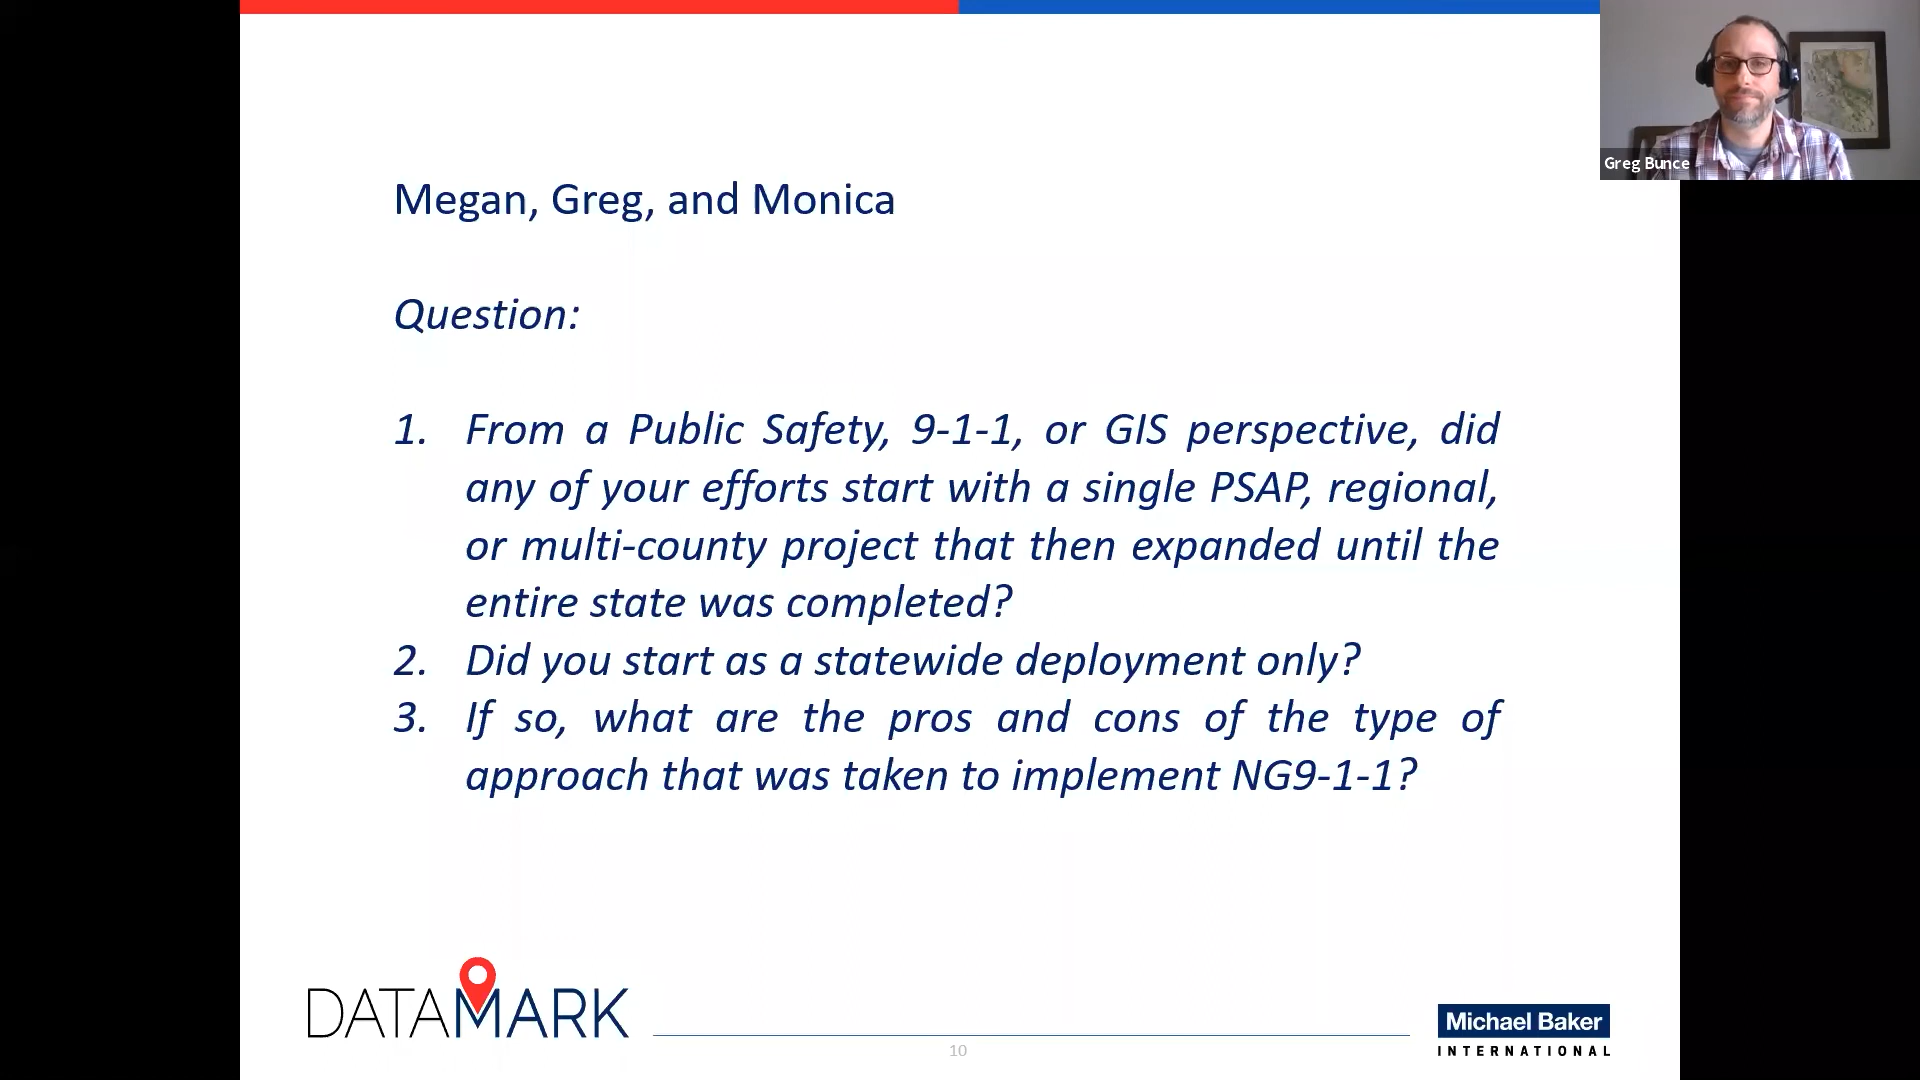 Greg Bunce
Megan, Greg, and Monica
Question:
1. From a Public Safety, 9-1-1, or GIS perspective, did
any of your efforts start with a single PSAP, regional,
or multi-county project that then expanded until the
entire state was completed?
2. Did you start as a statewide deployment only?
3. If so, what are the pros and cons of the type of
approach that was taken to implement NG9-1-1?
DATAMARK
10
Michael Baker
INTERNATIONAL